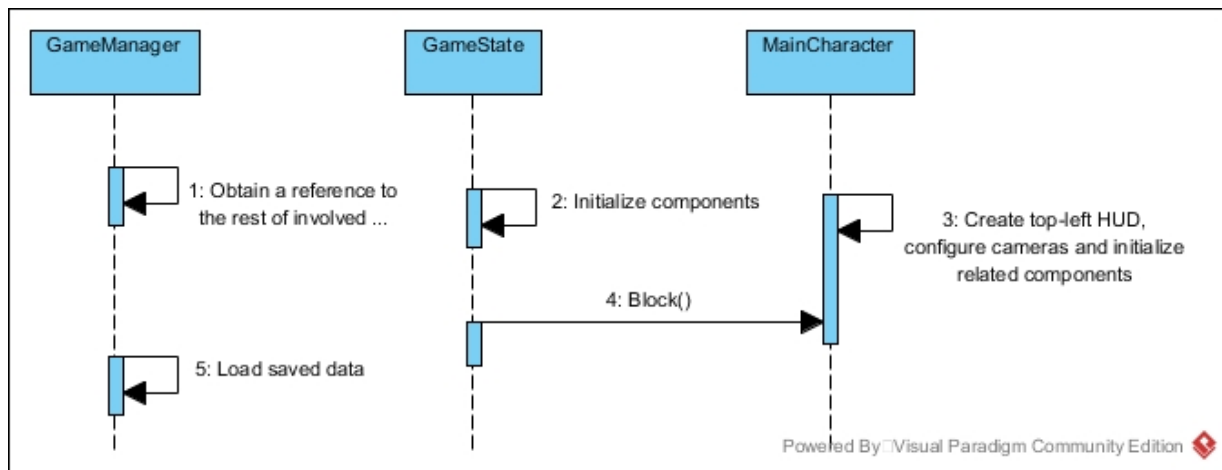 GameManager
GameState
MainCharacter
1: Obtain a reference to
the rest of involved ...
2: Initialize components
3: Create top-left HUD,
configure cameras and initialize
related components
4: Block()
5: Load saved data
Powered By Visual Paradigm Community Edition